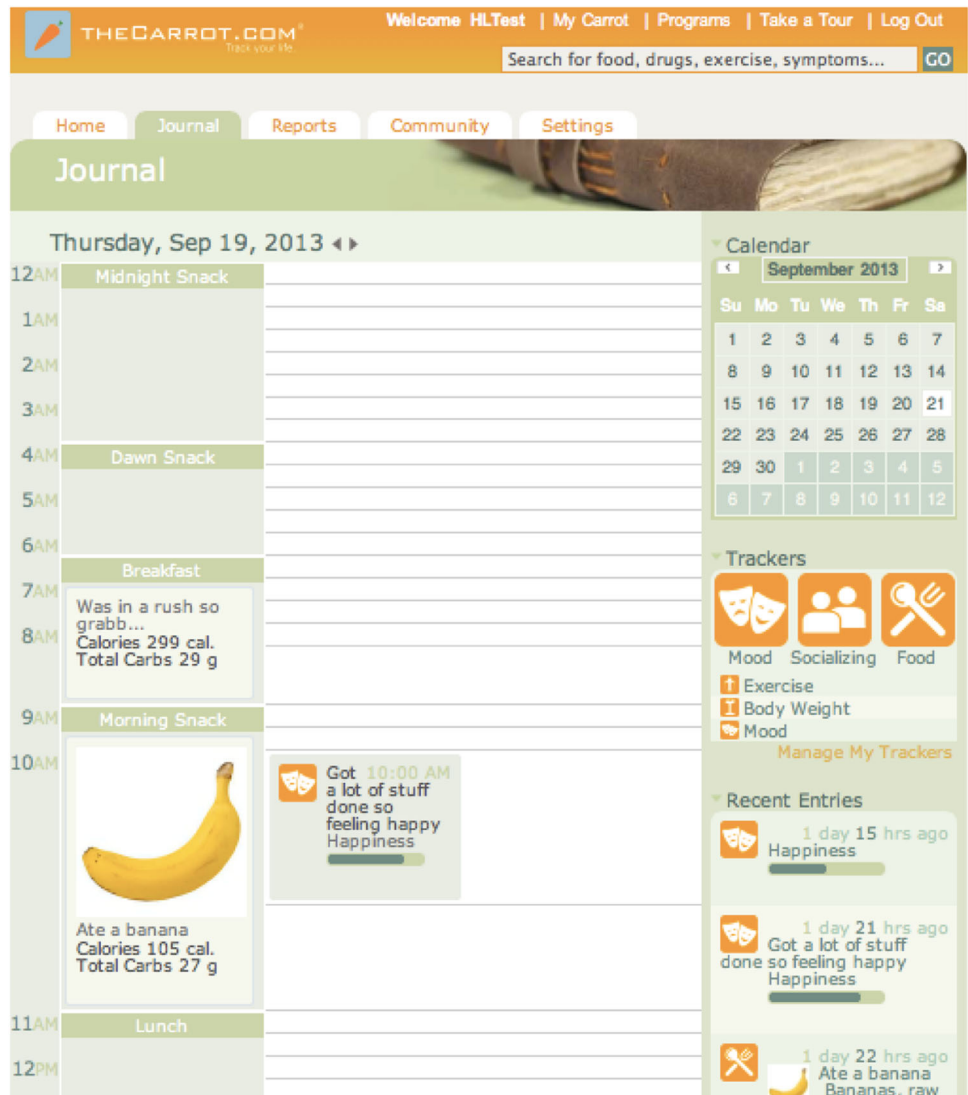 THECARROT.COM®
Track your life.
Welcome HLTest | My Carrot | Programs | Take a Tour | Log Out
Search for food, drugs, exercise, symptoms... GO
Home Journal Reports Community Settings
Journal
Thursday, Sep 19, 2013
12AM Midnight Snack
1AM
2AM
3AM
4AM Dawn Snack
5AM
6AM
Breakfast
7AM
Was in a rush so
grabb...
8AM
Calories 299 cal.
Total Carbs 29 g
9AM Morning Snack
10AM
Ate a banana
Calories 105 cal.
Total Carbs 27 g
Got 10:00 AM
a lot of stuff
done so
feeling happy
Happiness
11AM Lunch
12PM
Calendar
September 2013
Su Mo Tu We Th Fr Sa
1 2 3 4 5 6 7
8 9 10 11 12 13 14
15 16 17 18 19 20 21
22 23 24 25 26 27 28
29 30 1 2 3 4 5
6 7 8 9 10 11 12
Trackers
Mood Socializing Food
Exercise
Body Weight
Mood
Manage My Trackers
Recent Entries
1 day 15 hrs ago
Happiness
1 day 21 hrs ago
Got a lot of stuff
done so feeling happy
Happiness
1 day 22 hrs ago
Ate a banana
Bananas, raw